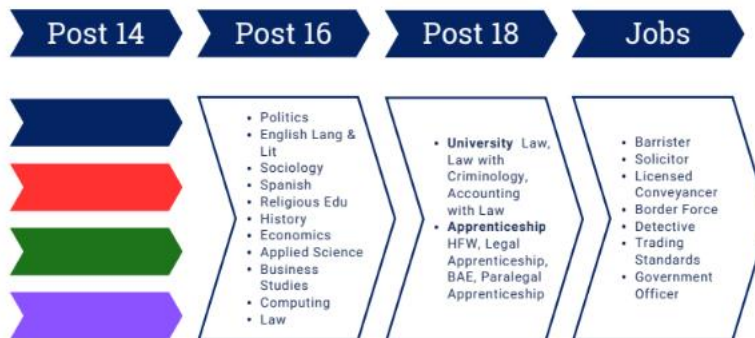 Post 14
Post 16
Post 18
Jobs
• Politics
• English Lang &
Lit
• Sociology
• Spanish
• Religious Edu
• History
• Economics
• Applied Science
• Business
Studies
• Computing
• Law
• University Law,
Law with
Criminology,
Accounting
with Law
• Apprenticeship
HFW, Legal
Apprenticeship,
BAE, Paralegal
Apprenticeship
• Barrister
• Solicitor
• Licensed
Conveyancer
• Border Force
• Detective
• Trading
Standards
• Government
Officer